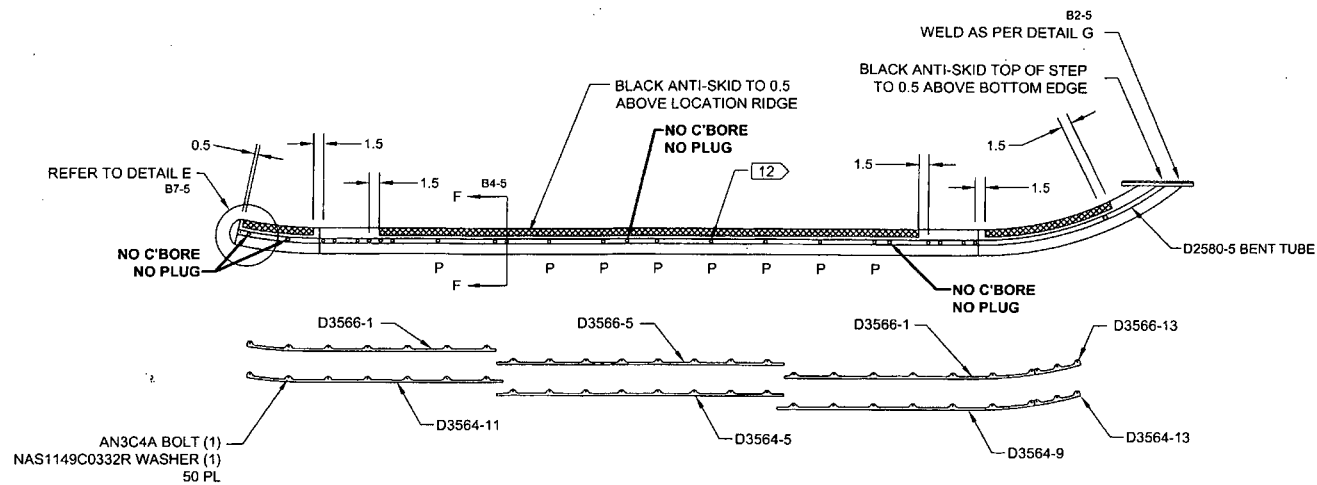 B2-5
WELD AS PER DETAIL G
BLACK ANTI-SKID TOP OF STEP
TO 0.5 ABOVE BOTTOM EDGE
BLACK ANTI-SKID TO 0.5
ABOVE LOCATION RIDGE
NO C'BORE
NO PLUG
12
0.5
1.5
1.5
1.5
1.5
1.5
REFER TO DETAIL E
B7-5
F
B4-5
F
NO C'BORE
NO PLUG
D2580-5 BENT TUBE
P P P P P P P P
NO C'BORE
NO PLUG
D3566-1
D3566-5
D3566-1
D3566-13
D3564-11
D3564-5
D3564-9
D3564-13
AN3C4A BOLT (1)
NAS1149C0332R WASHER (1)
50 PL